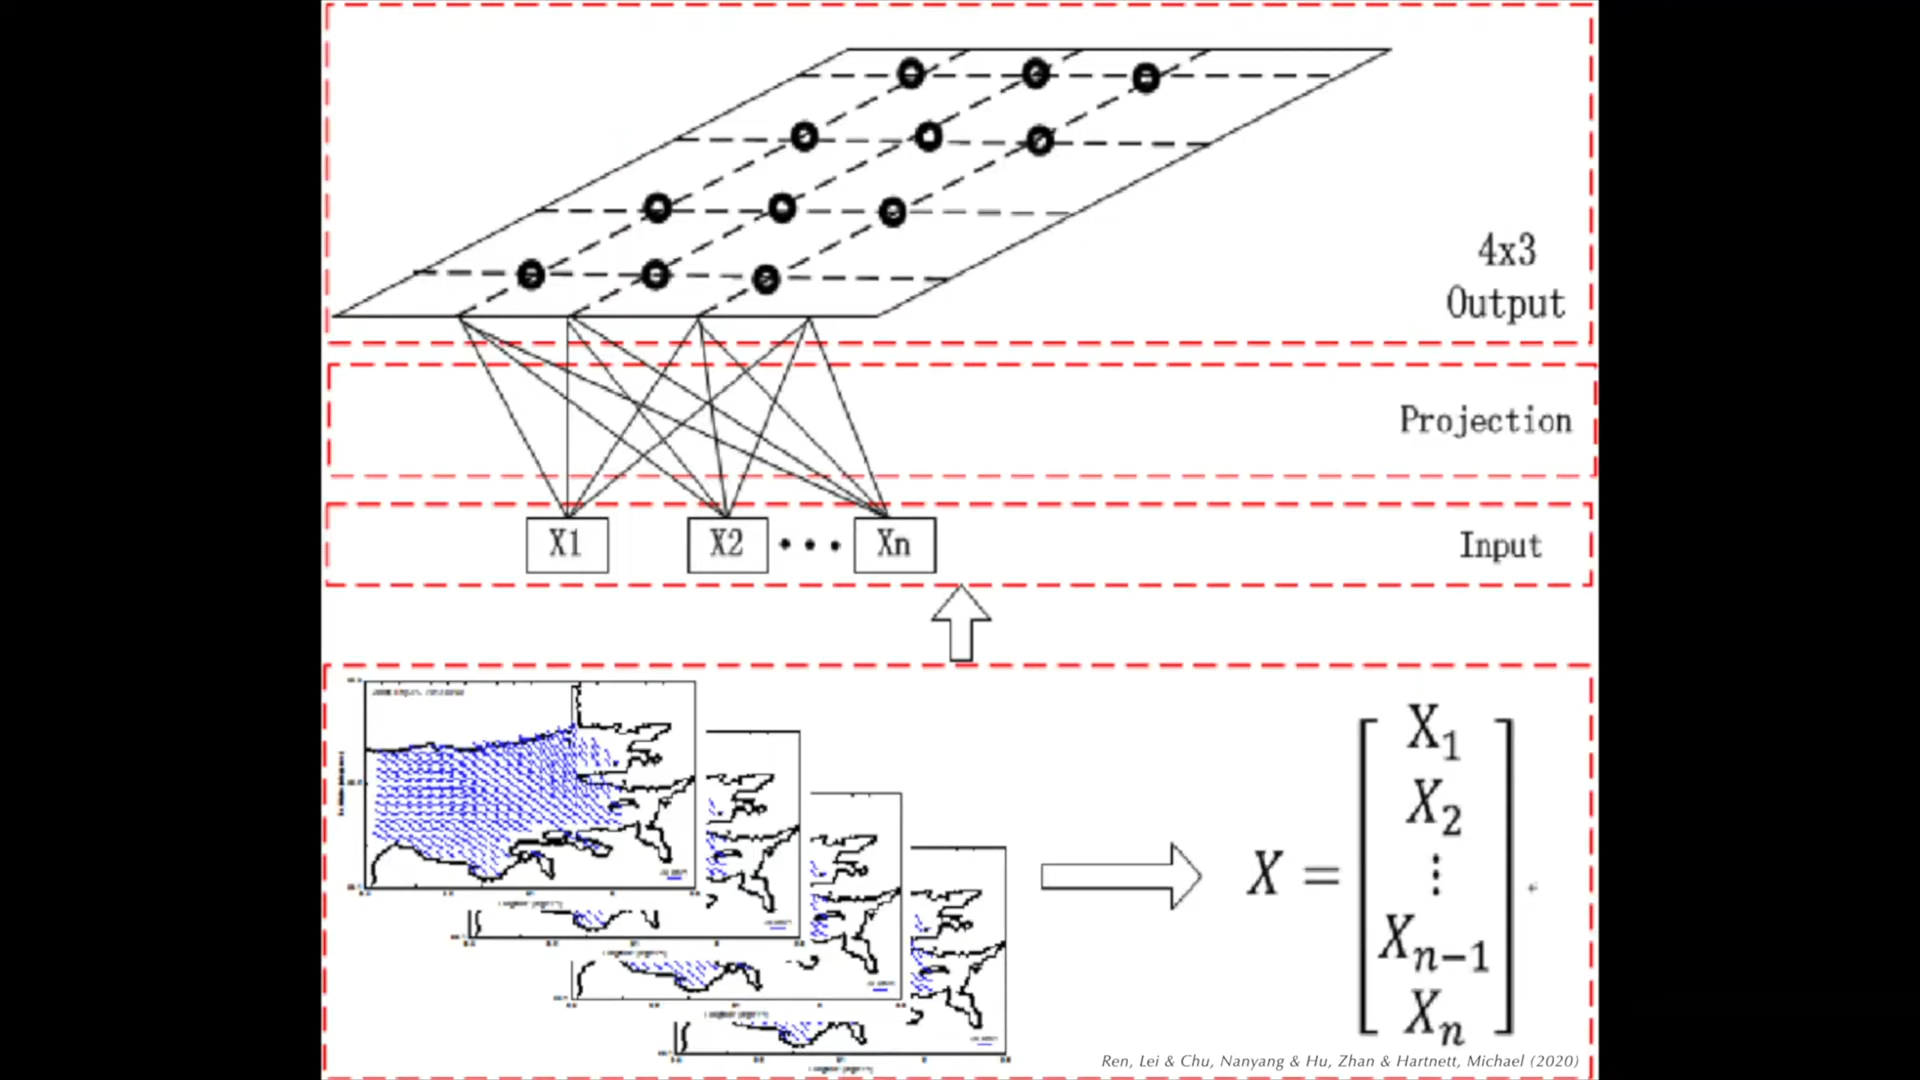 4x3
Output
Projection
X1
X2
Xn
Input
X =
X1
X2
⋮
Xn−1
Xn
Ren, Lei & Chu, Nanyang & Hu, Zhan & Hartnett, Michael (2020)